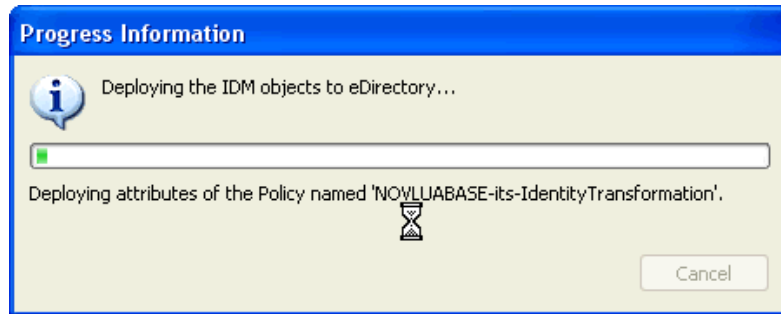 Progress Information
Deploying the IDM objects to eDirectory...
Deploying attributes of the Policy named 'NOVLUABASE-its-IdentityTransformation'.
Cancel